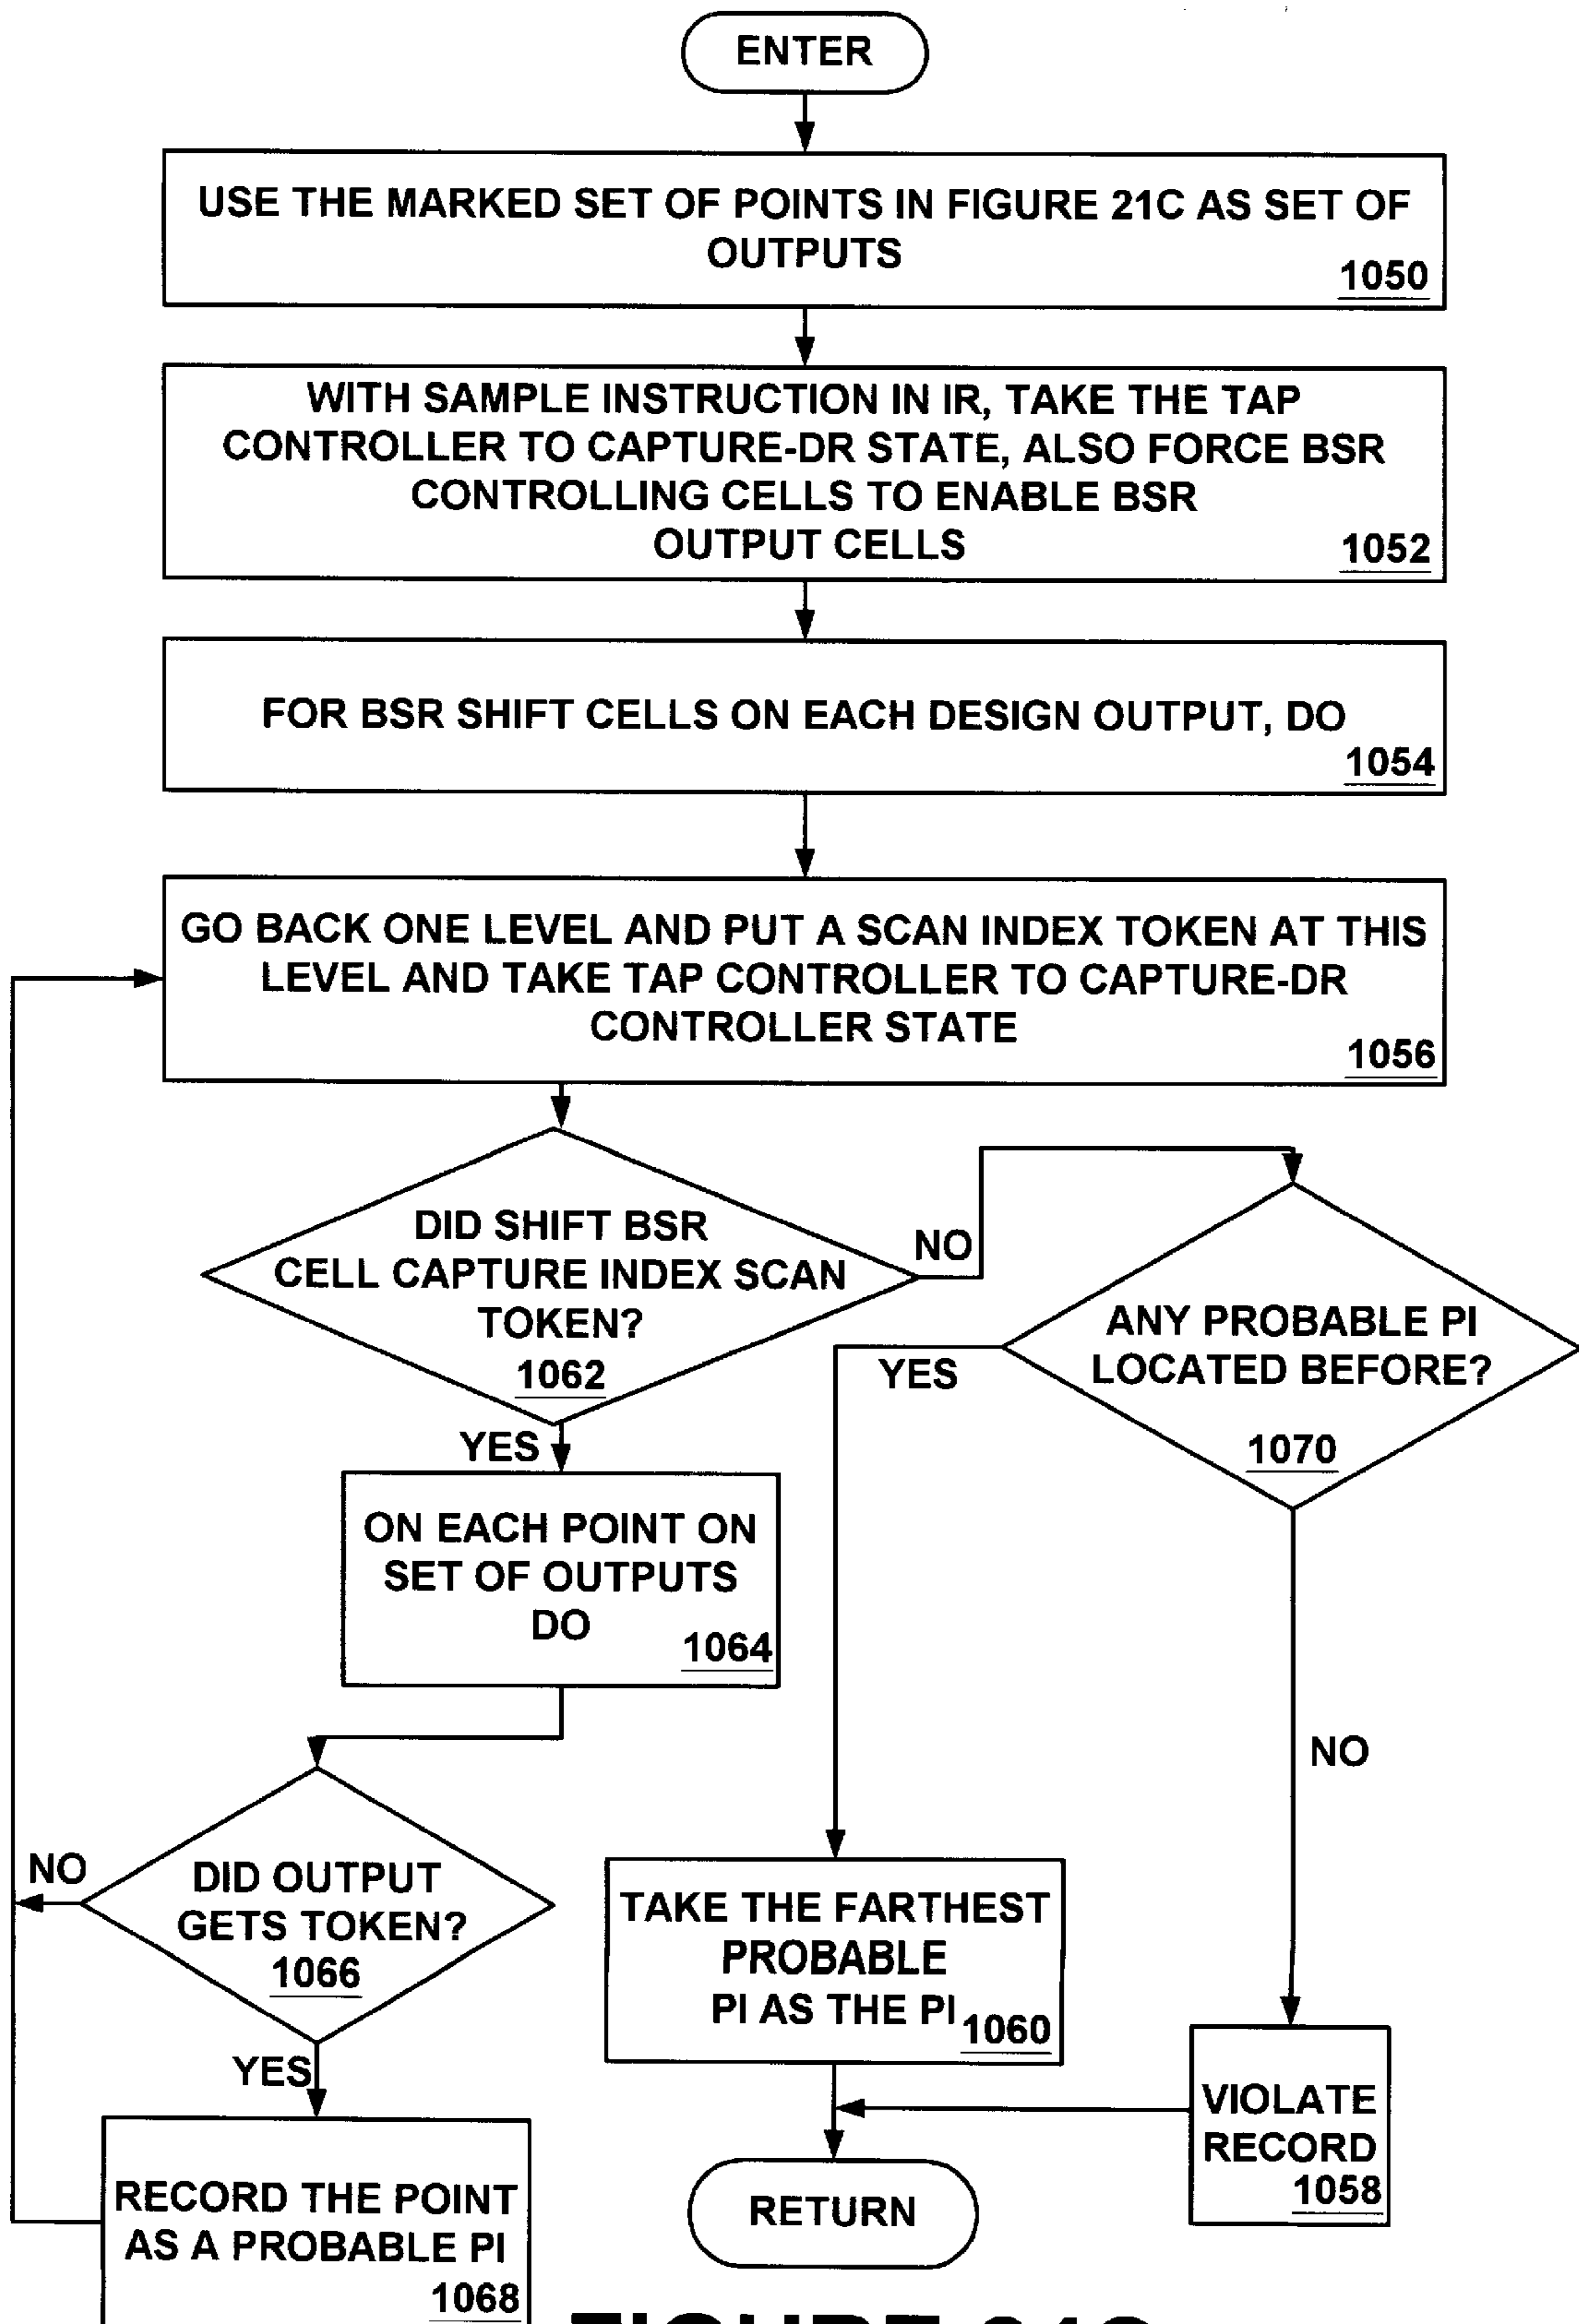 ENTER
USE THE MARKED SET OF POINTS IN FIGURE 21C AS SET OF
OUTPUTS
1050
WITH SAMPLE INSTRUCTION IN IR, TAKE THE TAP
CONTROLLER TO CAPTURE-DR STATE, ALSO FORCE BSR
CONTROLLING CELLS TO ENABLE BSR
OUTPUT CELLS
1052
FOR BSR SHIFT CELLS ON EACH DESIGN OUTPUT, DO
1054
GO BACK ONE LEVEL AND PUT A SCAN INDEX TOKEN AT THIS
LEVEL AND TAKE TAP CONTROLLER TO CAPTURE-DR
CONTROLLER STATE
1056
DID SHIFT BSR
CELL CAPTURE INDEX SCAN
TOKEN?
1062
NO
ANY PROBABLE PI
LOCATED BEFORE?
1070
YES
YES
ON EACH POINT ON
SET OF OUTPUTS
DO
1064
NO
NO
DID OUTPUT
GETS TOKEN?
1066
TAKE THE FARTHEST
PROBABLE
PI AS THE PI
1060
YES
VIOLATE
RECORD
1058
RECORD THE POINT
AS A PROBABLE PI
1068
RETURN